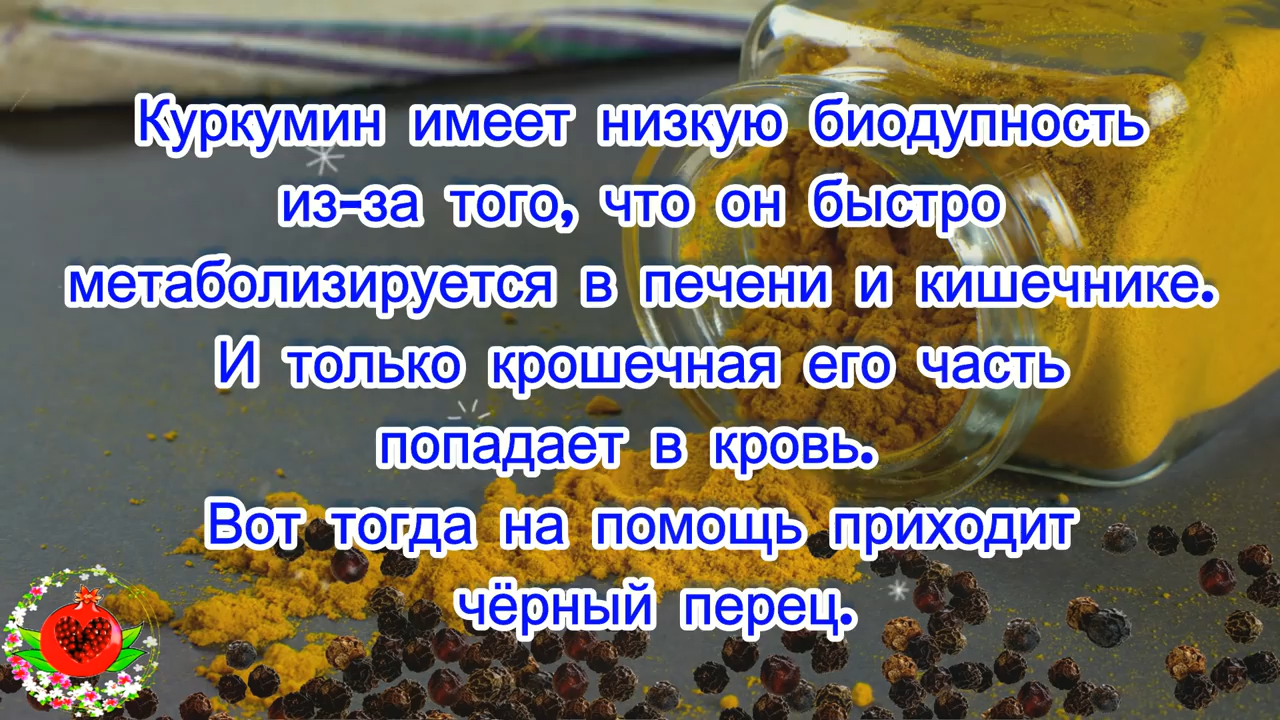 Куркумин имеет низкую биодупность
из-за того, что он быстро
метаболизируется в печени и кишечнике.
И только крошечная его часть
попадает в кровь.
Вот тогда на помощь приходит
чёрный перец.